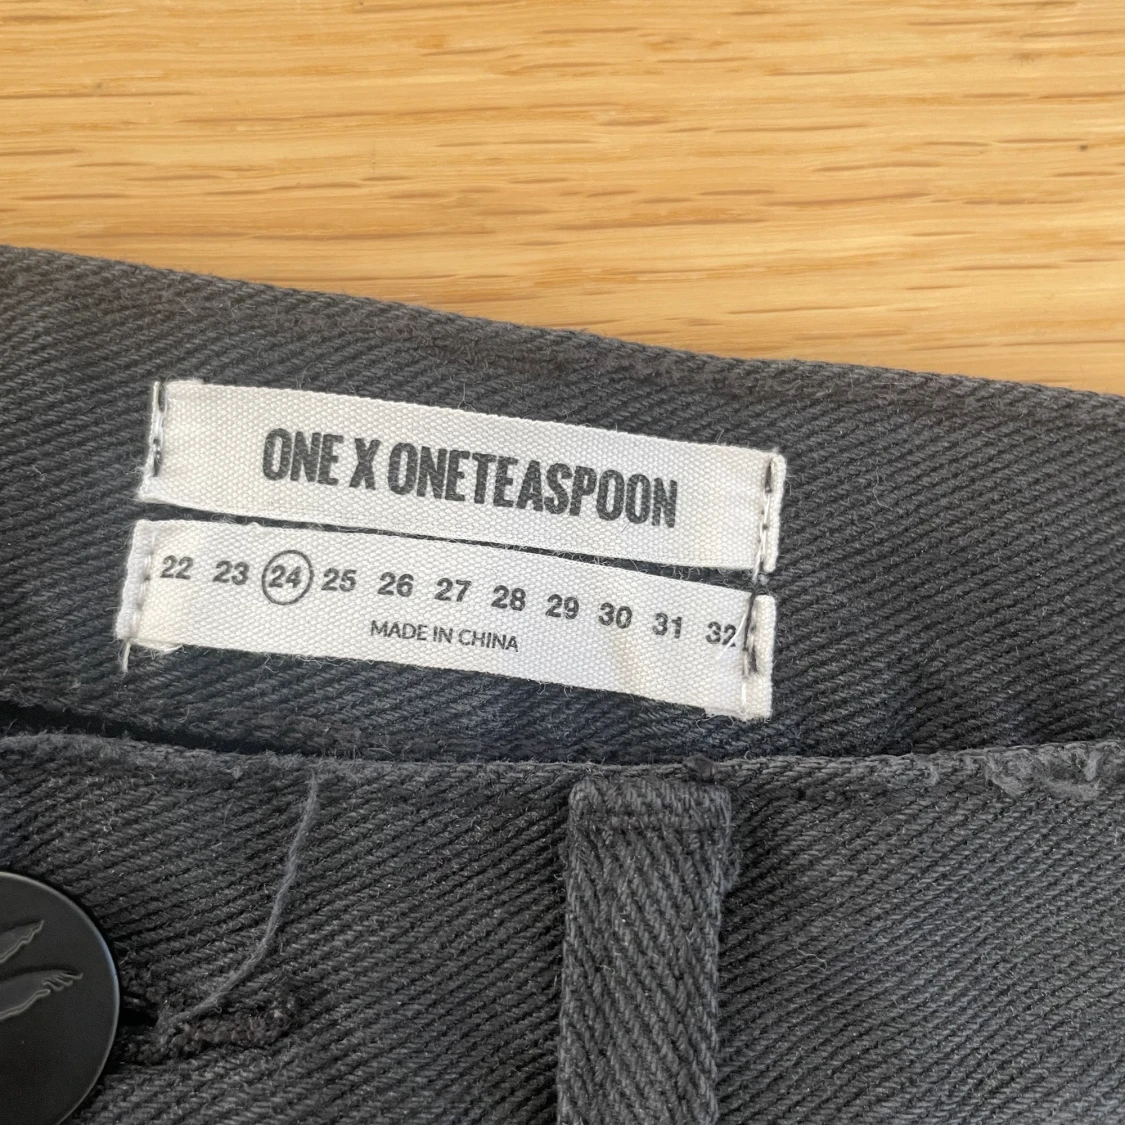 ONE X ONETEASPOON
22 23 24 25 26 27 28 29 30 31 32
MADE IN CHINA